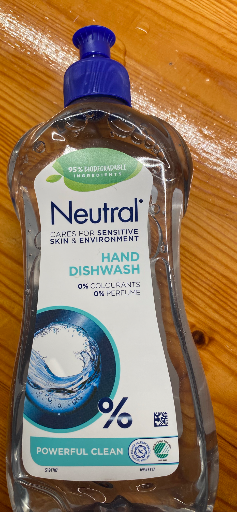 95% BIODEGRADABLE
INGREDIENTS
Neutral
CARES FOR SENSITIVE
SKIN & ENVIRONMENT
HAND
DISHWASH
0% COLOURANTS
0% PERFUME
%
POWERFUL CLEAN